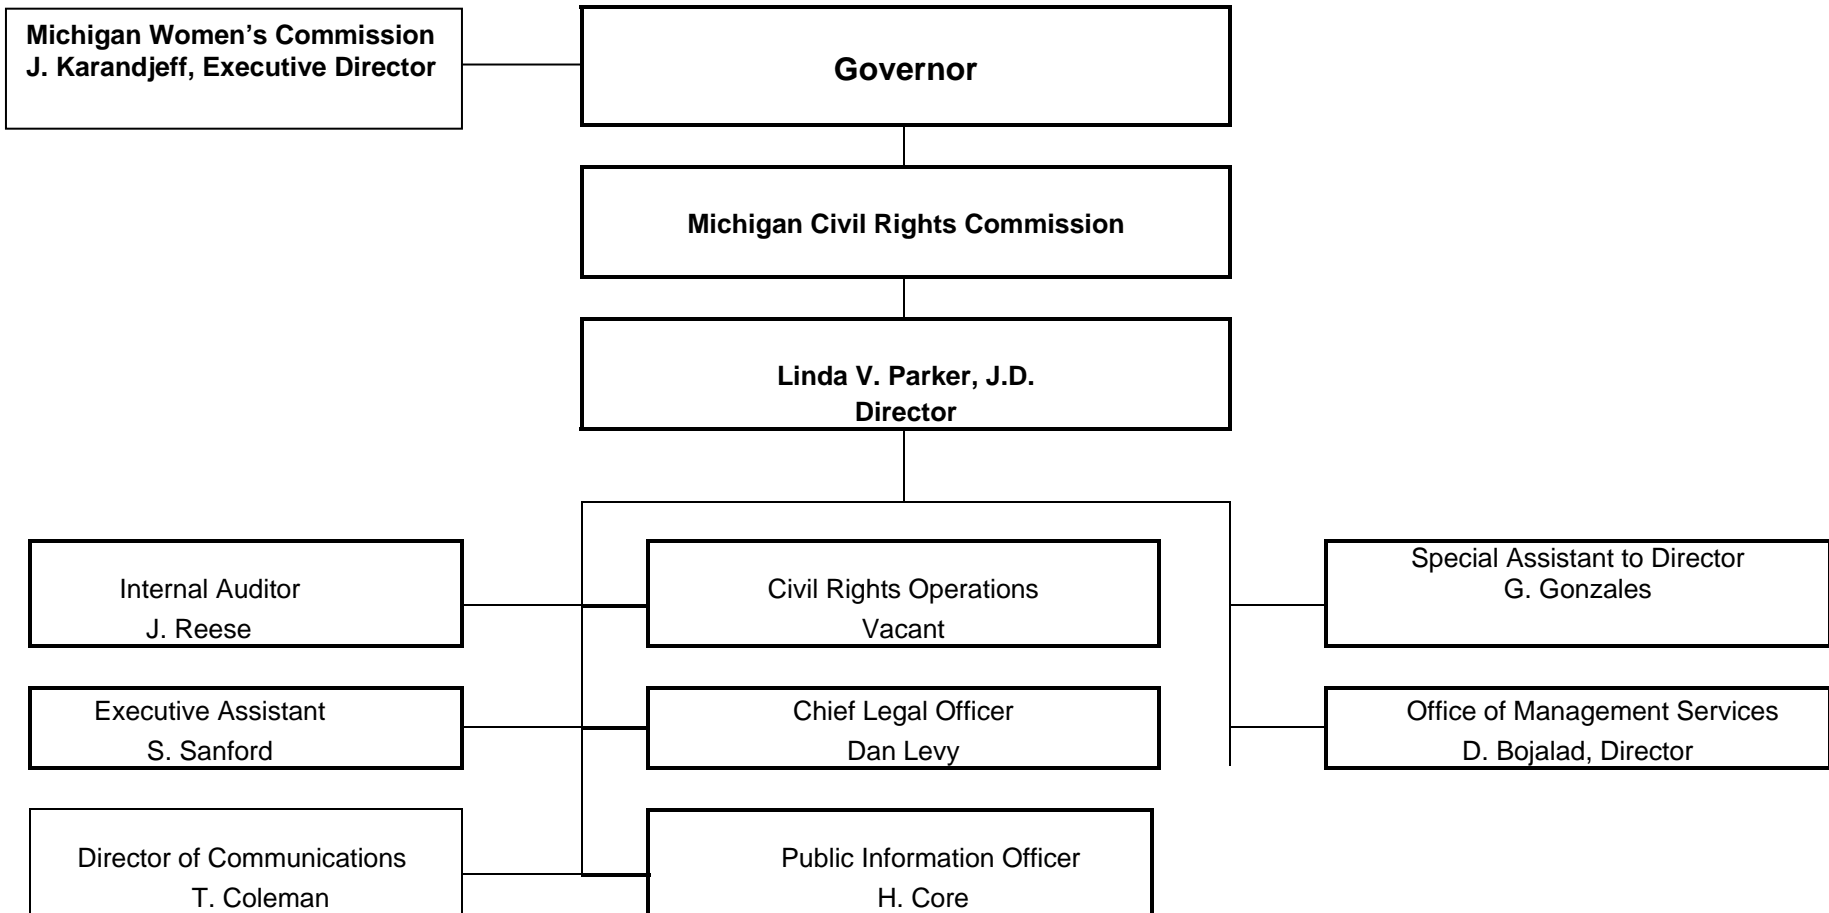 Michigan Women's Commission
J. Karandjeff, Executive Director
Governor
Michigan Civil Rights Commission
Linda V. Parker, J.D.
Director
Internal Auditor
J. Reese
Civil Rights Operations
Vacant
Special Assistant to Director
G. Gonzales
Executive Assistant
S. Sanford
Chief Legal Officer
Dan Levy
Office of Management Services
D. Bojalad, Director
Director of Communications
T. Coleman
Public Information Officer
H. Core